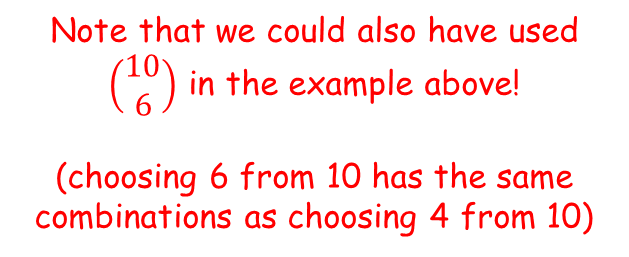 Note that we could also have used
(10
6) in the example above!
(choosing 6 from 10 has the same
combinations as choosing 4 from 10)